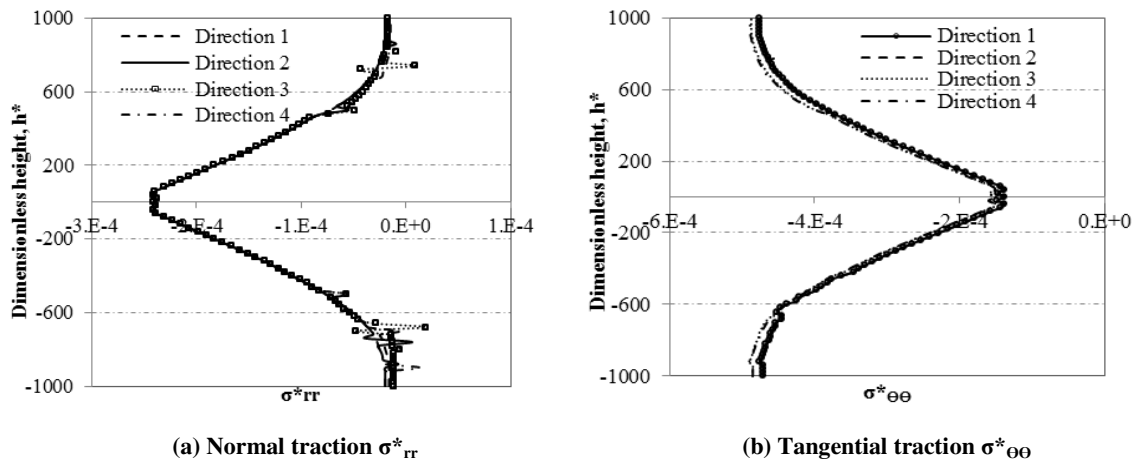 1000
600
200
-200
-600
-1000
Dimensionless height, h*
-3.E-4
-2.E-4
-1.E-4
0.E+0
1.E-4
Direction 1
Direction 2
Direction 3
Direction 4
σ*rr
(a) Normal traction σ*rr
1000
600
200
-200
-600
-1000
Dimensionless height, h*
-6.E-4
-4.E-4
-2.E-4
0.E+0
Direction 1
Direction 2
Direction 3
Direction 4
σ*ΘΘ
(b) Tangential traction σ*ΘΘ